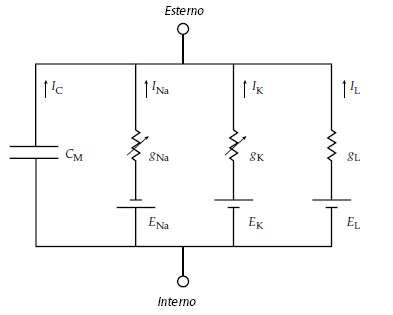 Esterno
I_C I_Na I_K I_L
C_M g_Na g_K g_L
E_Na E_K E_L
Interno